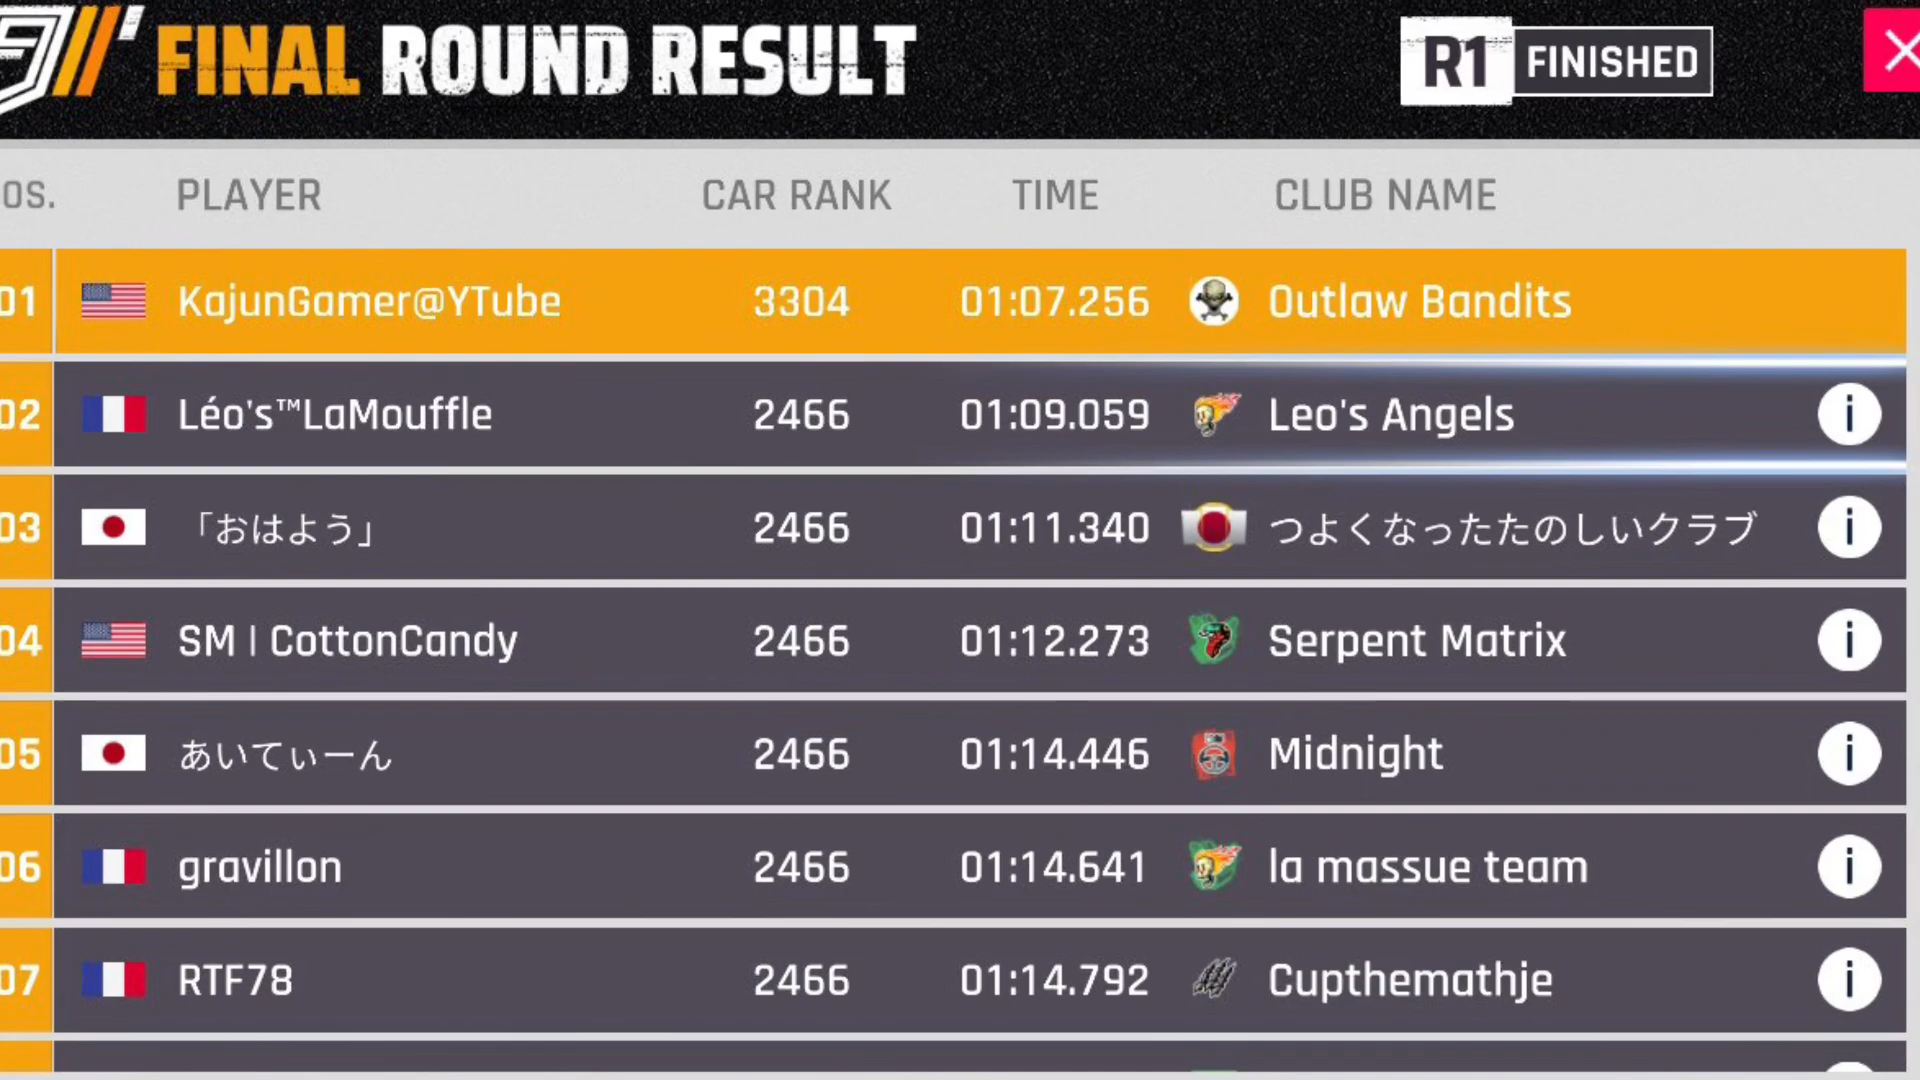 FINAL ROUND RESULT
R1 FINISHED
OS. PLAYER CAR RANK TIME CLUB NAME
01 KajunGamer@YTube 3304 01:07.256 Outlaw Bandits
02 Léo's™LaMouffle 2466 01:09.059 Leo's Angels i
03 「おはよう」 2466 01:11.340 つよくなったたのしいクラブ i
04 SM | CottonCandy 2466 01:12.273 Serpent Matrix i
05 あいてぃーん 2466 01:14.446 Midnight i
06 gravillon 2466 01:14.641 la massue team i
07 RTF78 2466 01:14.792 Cupthemathje i